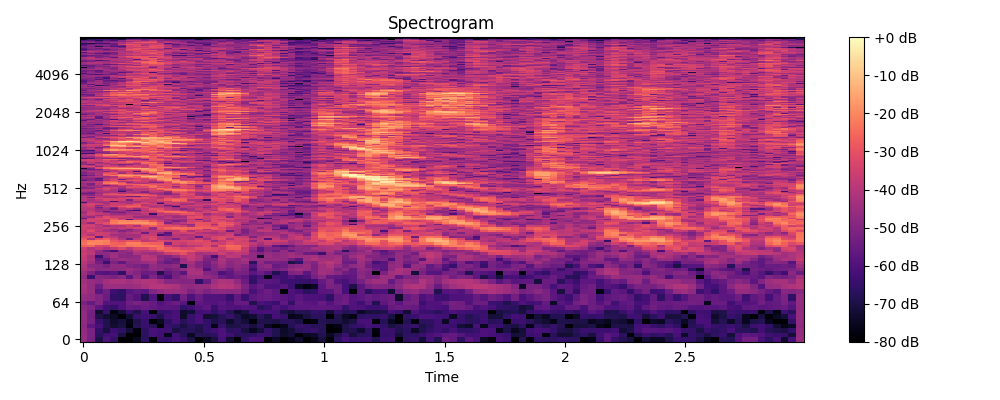 Spectrogram
+0 dB
4096
-10 dB
2048
-20 dB
1024
-30 dB
512
-40 dB
Hz
256
-50 dB
128
-60 dB
64
-70 dB
0
-80 dB
0 0.5 1 1.5 2 2.5
Time